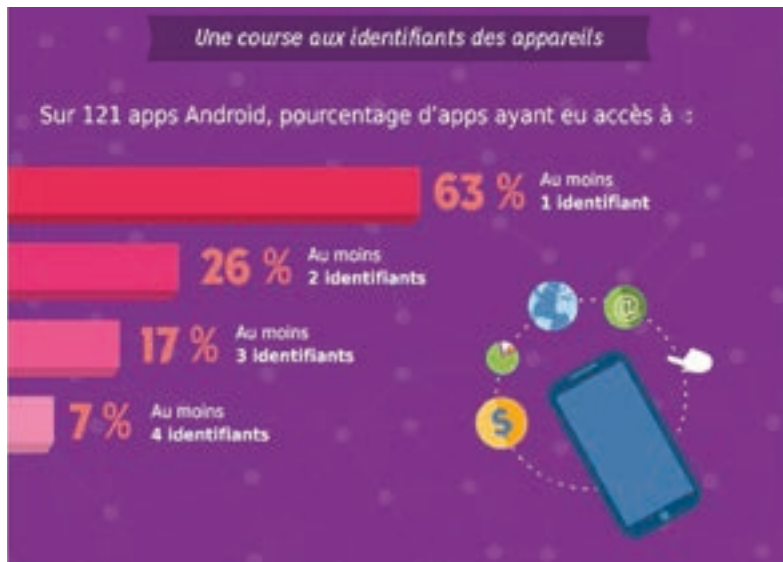 Une course aux identifiants des appareils
Sur 121 apps Android, pourcentage d'apps ayant eu accès à :
63 %
Au moins
1 identifiant
26 %
Au moins
2 identifiants
17 %
Au moins
3 identifiants
7 %
Au moins
4 identifiants
@
$